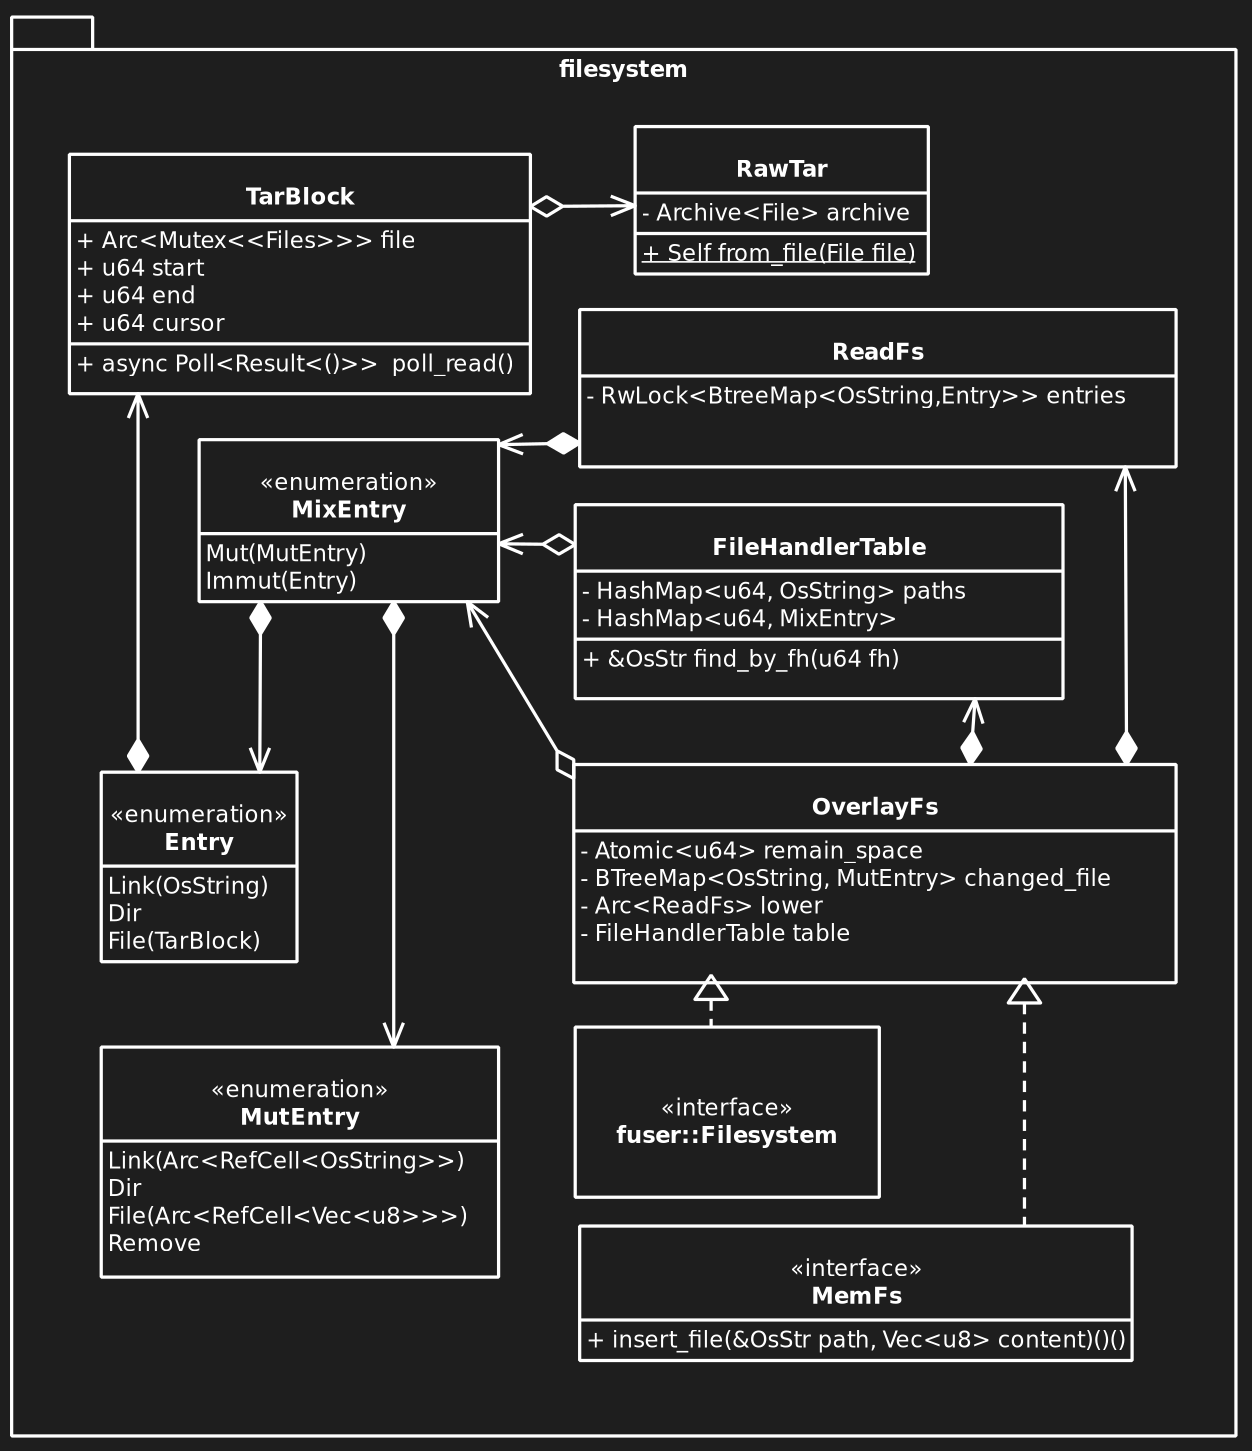 filesystem
TarBlock
+ Arc<Mutex<<Files>>> file
+ u64 start
+ u64 end
+ u64 cursor
+ async Poll<Result<()>>  poll_read()
RawTar
- Archive<File> archive
+ Self from_file(File file)
ReadFs
- RwLock<BtreeMap<OsString,Entry>> entries
«enumeration»
MixEntry
Mut(MutEntry)
Immut(Entry)
FileHandlerTable
- HashMap<u64, OsString> paths
- HashMap<u64, MixEntry>
+ &OsStr find_by_fh(u64 fh)
«enumeration»
Entry
Link(OsString)
Dir
File(TarBlock)
OverlayFs
- Atomic<u64> remain_space
- BTreeMap<OsString, MutEntry> changed_file
- Arc<ReadFs> lower
- FileHandlerTable table
«enumeration»
MutEntry
Link(Arc<RefCell<OsString>>)
Dir
File(Arc<RefCell<Vec<u8>>>)
Remove
«interface»
fuser::Filesystem
«interface»
MemFs
+ insert_file(&OsStr path, Vec<u8> content)()()